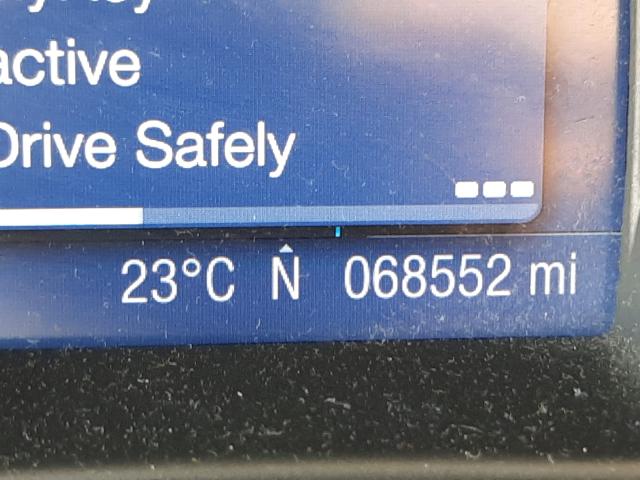 active
Drive Safely
23°C N 068552 mi